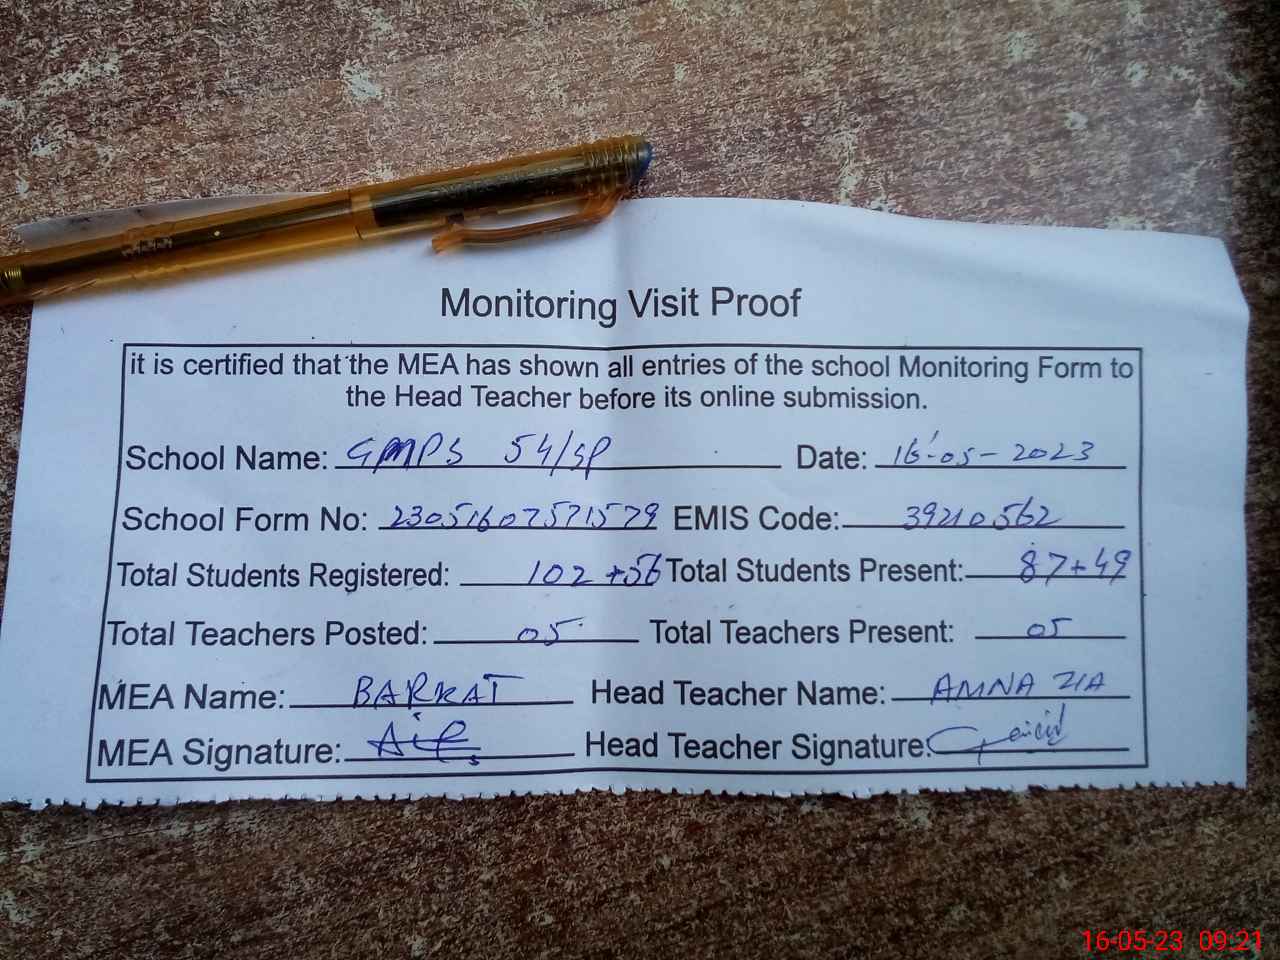 Monitoring Visit Proof
it is certified that the MEA has shown all entries of the school Monitoring Form to
the Head Teacher before its online submission.
School Name: GMPS 54/SP Date: 16-05-2023
School Form No: 23051607571579 EMIS Code: 39210562
Total Students Registered: 102+56 Total Students Present: 87+49
Total Teachers Posted: 05 Total Teachers Present: 05
MEA Name: BARKAT Head Teacher Name: AMNA ZIA
MEA Signature: Head Teacher Signature:
16-05-23 09:21